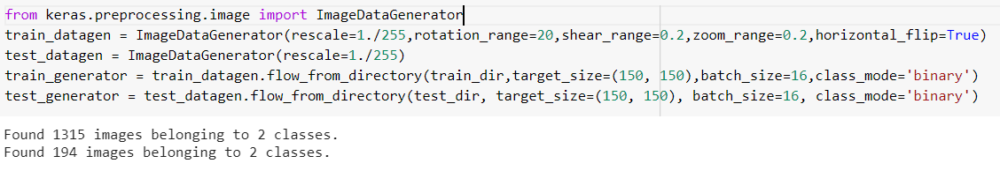 from keras.preprocessing.image import ImageDataGenerator
train_datagen = ImageDataGenerator(rescale=1./255,rotation_range=20,shear_range=0.2,zoom_range=0.2,horizontal_flip=True)
test_datagen = ImageDataGenerator(rescale=1./255)
train_generator = train_datagen.flow_from_directory(train_dir,target_size=(150, 150),batch_size=16,class_mode='binary')
test_generator = test_datagen.flow_from_directory(test_dir, target_size=(150, 150), batch_size=16, class_mode='binary')
Found 1315 images belonging to 2 classes.
Found 194 images belonging to 2 classes.